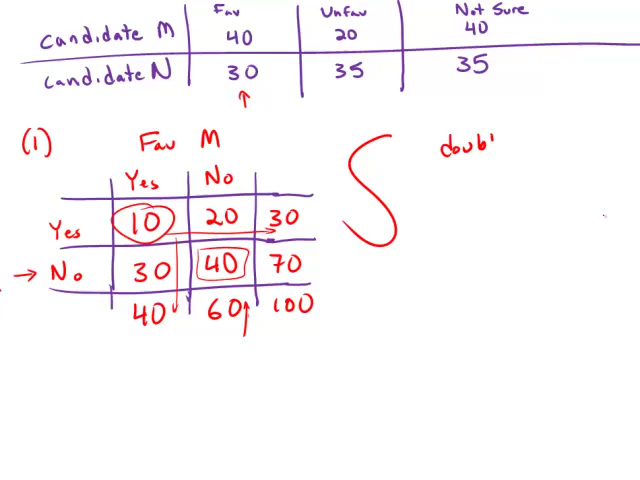 Fav Unfav Not Sure
Candidate M 40 20 40
Candidate N 30 35 35
(1) Fav M
Yes No
Yes 10 20 30
No 30 40 70
40 60 100
doubl